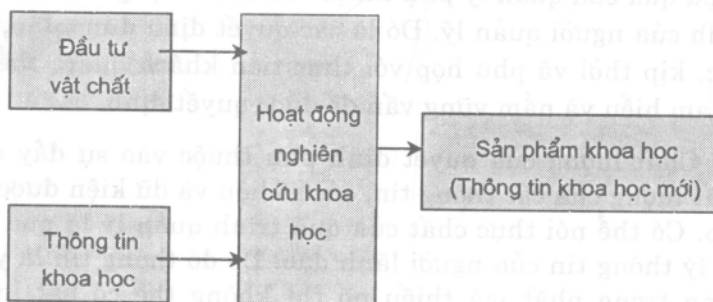 Đầu tư
vật chất
Hoạt động
nghiên
cứu khoa
học
Sản phẩm khoa học
(Thông tin khoa học mới)
Thông tin
khoa học